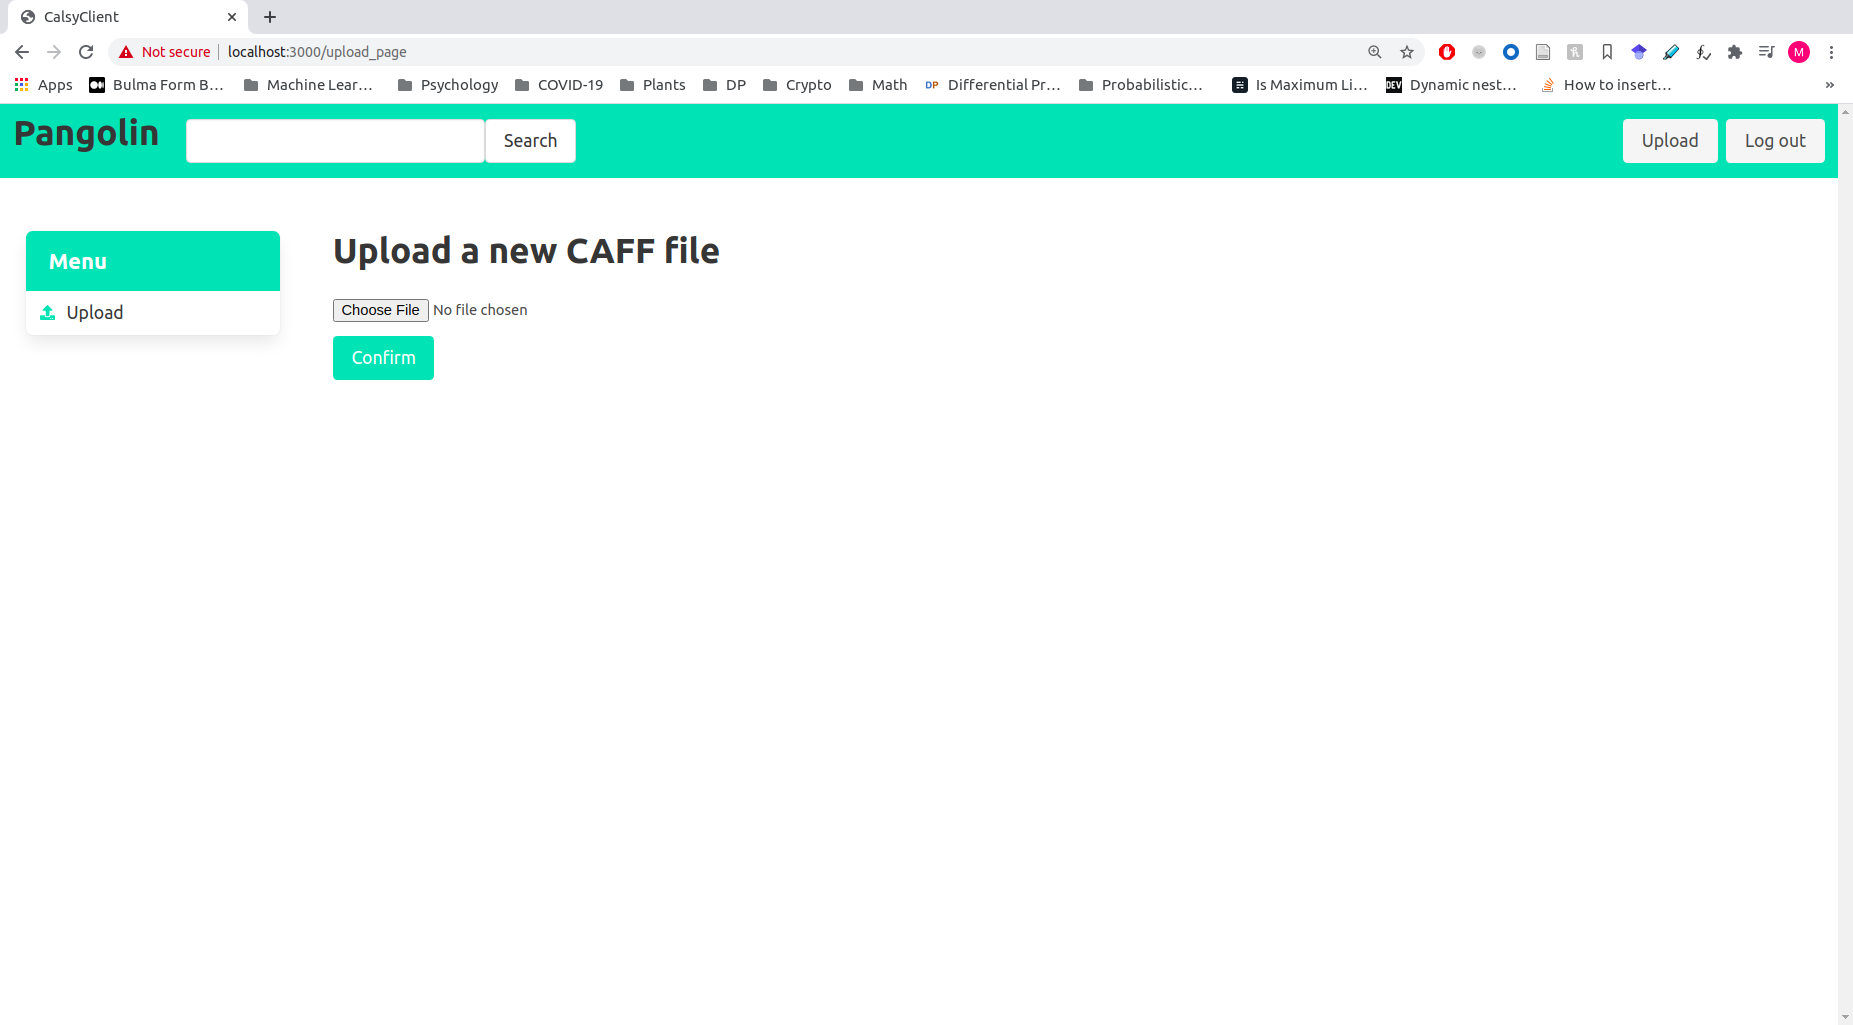 CalsyClient
Not secure localhost:3000/upload_page
M
Apps Bulma Form B... Machine Lear... Psychology COVID-19 Plants DP Crypto Math DP Differential Pr... Probabilistic... Is Maximum Li... DEV Dynamic nest... How to insert... »
Pangolin Search Upload Log out
Menu
Upload
Upload a new CAFF file
Choose File No file chosen
Confirm